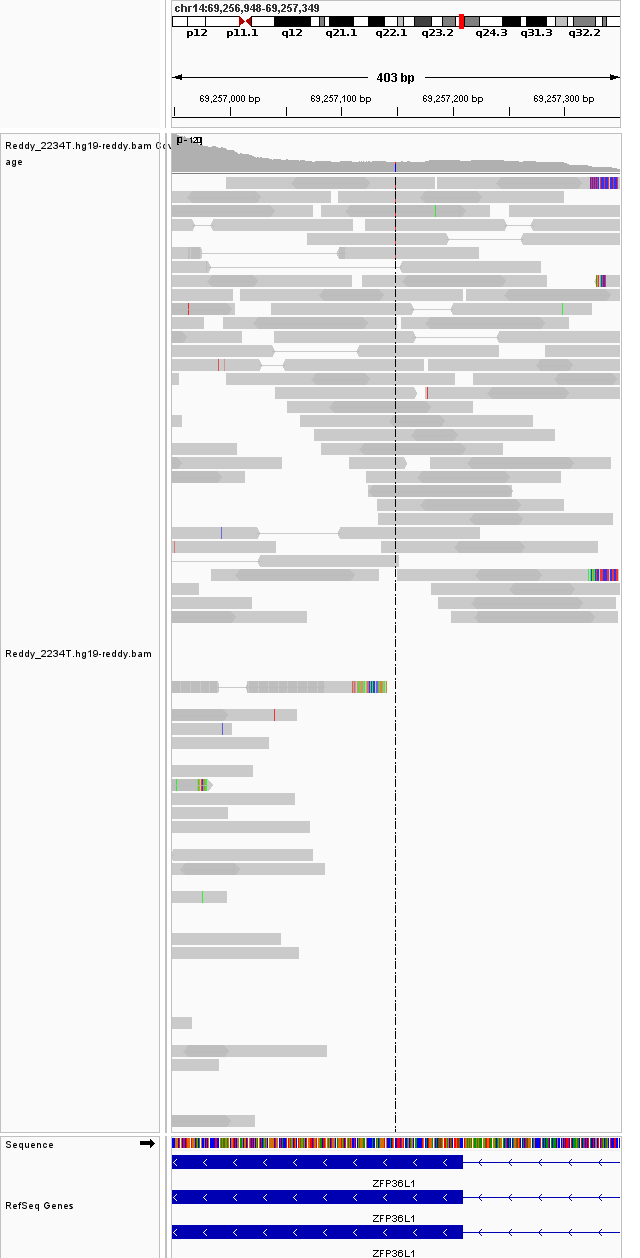 chr14:69,256,948-69,257,349
p12 p11.1 q12 q21.1 q22.1 q23.2 q24.3 q31.3 q32.2
403 bp
69,257,000 bp 69,257,100 bp 69,257,200 bp 69,257,300 bp
[0 - 120]
Reddy_2234T.hg19-reddy.bam Cov
age
Reddy_2234T.hg19-reddy.bam
Sequence
ZFP36L1
RefSeq Genes
ZFP36L1
ZFP36L1